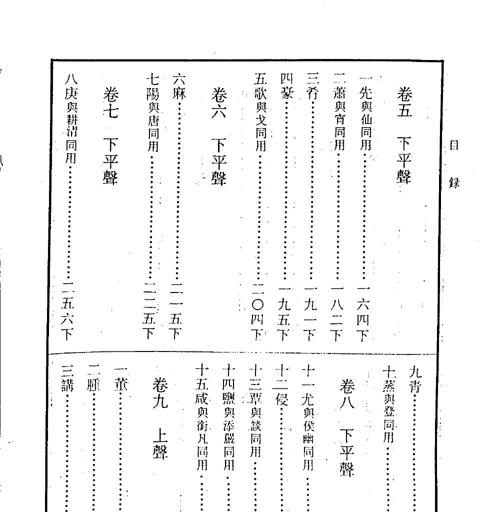 目錄
卷五 下平聲
一先與仙同用……一六四下
二蕭與宵同用……一八二下
三肴……一九一下
四豪……一九五下
五歌與戈同用……二〇四下
卷六 下平聲
六麻……二一五下
七陽與唐同用……二二五下
卷七 下平聲
八庚與耕清同用……二五六下
九青……
十蒸與登同用……
卷八 下平聲
十一尤與侯幽同用……
十二侵……
十三覃與談同用……
十四鹽與添嚴同用……
十五咸與銜凡同用……
卷九 上聲
一董……
二腫……
三講……